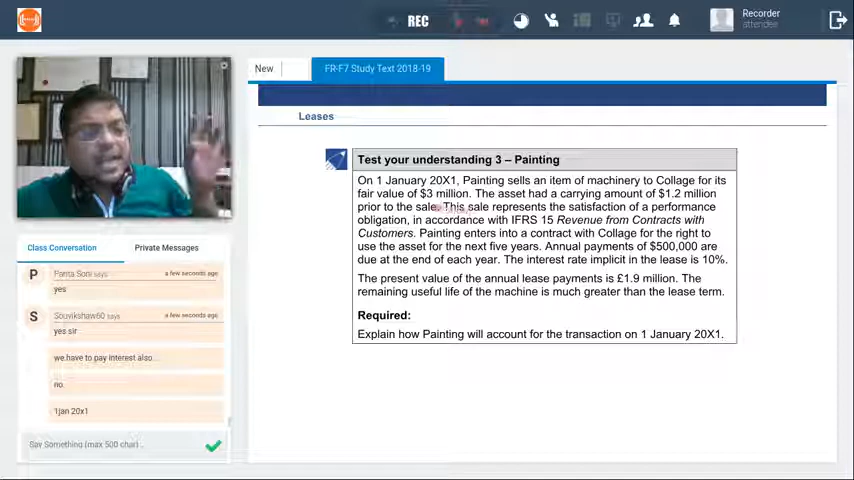 REC
Recorder
attendee
New
FR-F7 Study Text 2018-19
Leases
Test your understanding 3 – Painting
On 1 January 20X1, Painting sells an item of machinery to Collage for its
fair value of $3 million. The asset had a carrying amount of $1.2 million
prior to the sale. This sale represents the satisfaction of a performance
obligation, in accordance with IFRS 15 Revenue from Contracts with
Customers. Painting enters into a contract with Collage for the right to
use the asset for the next five years. Annual payments of $500,000 are
due at the end of each year. The interest rate implicit in the lease is 10%.
The present value of the annual lease payments is £1.9 million. The
remaining useful life of the machine is much greater than the lease term.
Required:
Explain how Painting will account for the transaction on 1 January 20X1.
Class Conversation
Private Messages
P
Soni says
a few seconds ago
yes
S
Souvikshaw60 says
a few seconds ago
yes sir
we have to pay interest also
no
1jan 20x1
Say Something (max 500 char)